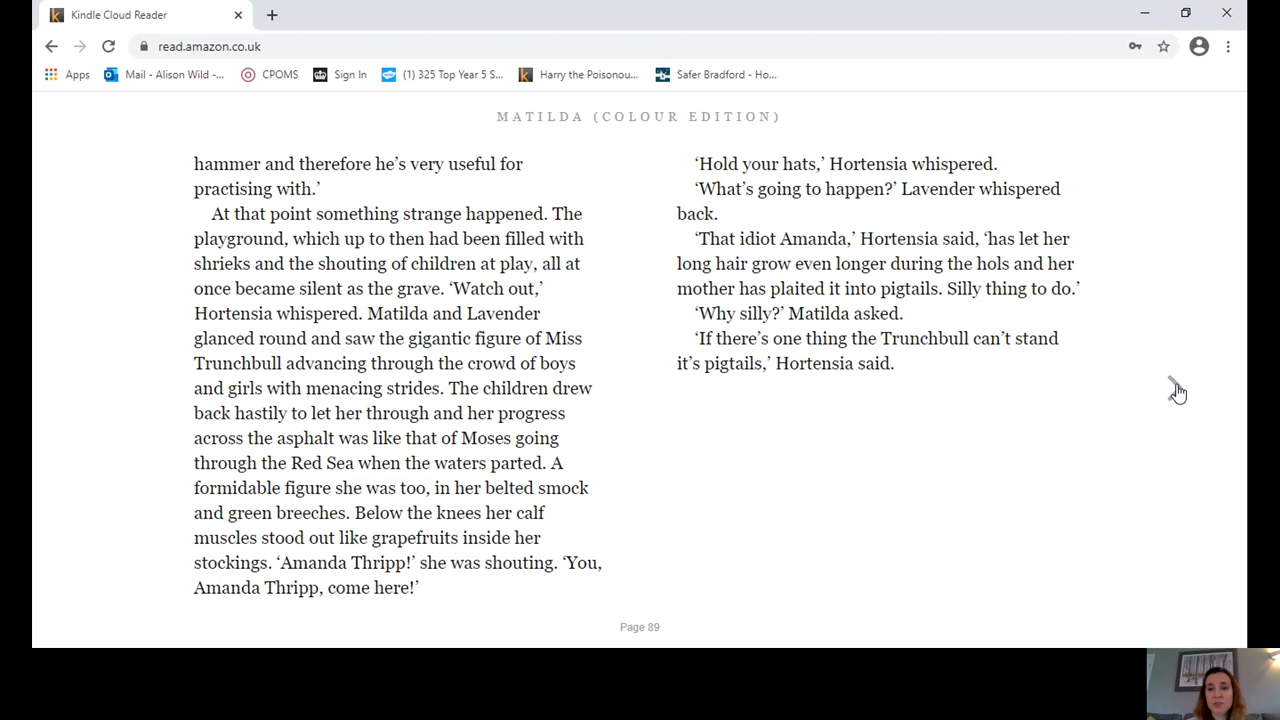 Kindle Cloud Reader
read.amazon.co.uk
Apps
Mail - Alison Wild -...
CPOMS
Sign In
(1) 325 Top Year 5 S...
Harry the Poisonou...
Safer Bradford - Ho...
MATILDA (COLOUR EDITION)
hammer and therefore he's very useful for
practising with.'
At that point something strange happened. The
playground, which up to then had been filled with
shrieks and the shouting of children at play, all at
once became silent as the grave. 'Watch out,'
Hortensia whispered. Matilda and Lavender
glanced round and saw the gigantic figure of Miss
Trunchbull advancing through the crowd of boys
and girls with menacing strides. The children drew
back hastily to let her through and her progress
across the asphalt was like that of Moses going
through the Red Sea when the waters parted. A
formidable figure she was too, in her belted smock
and green breeches. Below the knees her calf
muscles stood out like grapefruits inside her
stockings. 'Amanda Thripp!' she was shouting. 'You,
Amanda Thripp, come here!'
'Hold your hats,' Hortensia whispered.
'What's going to happen?' Lavender whispered
back.
'That idiot Amanda,' Hortensia said, 'has let her
long hair grow even longer during the hols and her
mother has plaited it into pigtails. Silly thing to do.'
'Why silly?' Matilda asked.
'If there's one thing the Trunchbull can't stand
it's pigtails,' Hortensia said.
Page 89